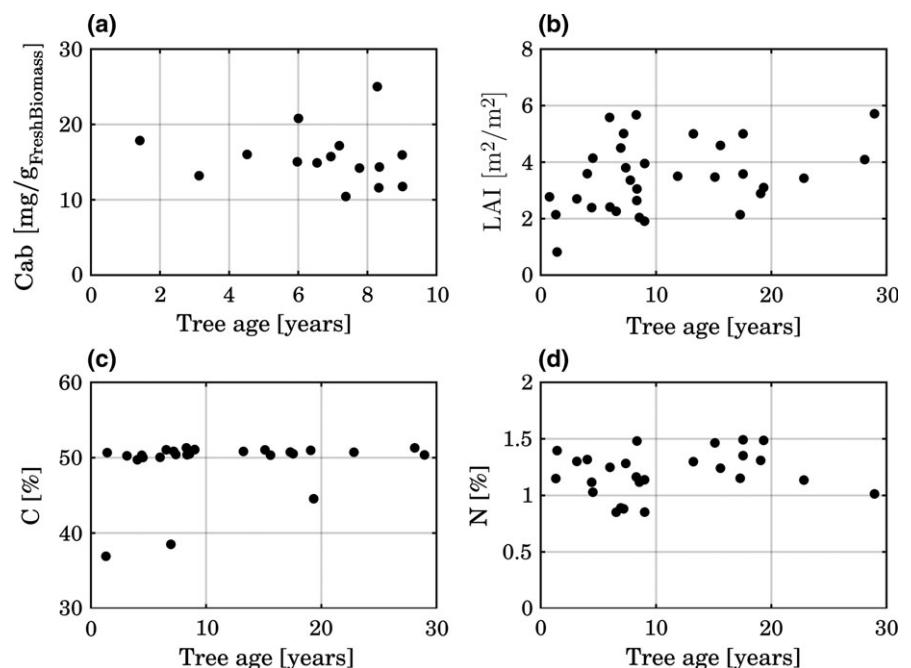 (a)
30
20
10
0
Cab [mg/g_FreshBiomass]
0 2 4 6 8 10
Tree age [years]
(b)
8
6
4
2
0
LAI [m²/m²]
0 10 20 30
Tree age [years]
(c)
60
50
40
30
C [%]
0 10 20 30
Tree age [years]
(d)
2
1.5
1
0.5
0
N [%]
0 10 20 30
Tree age [years]